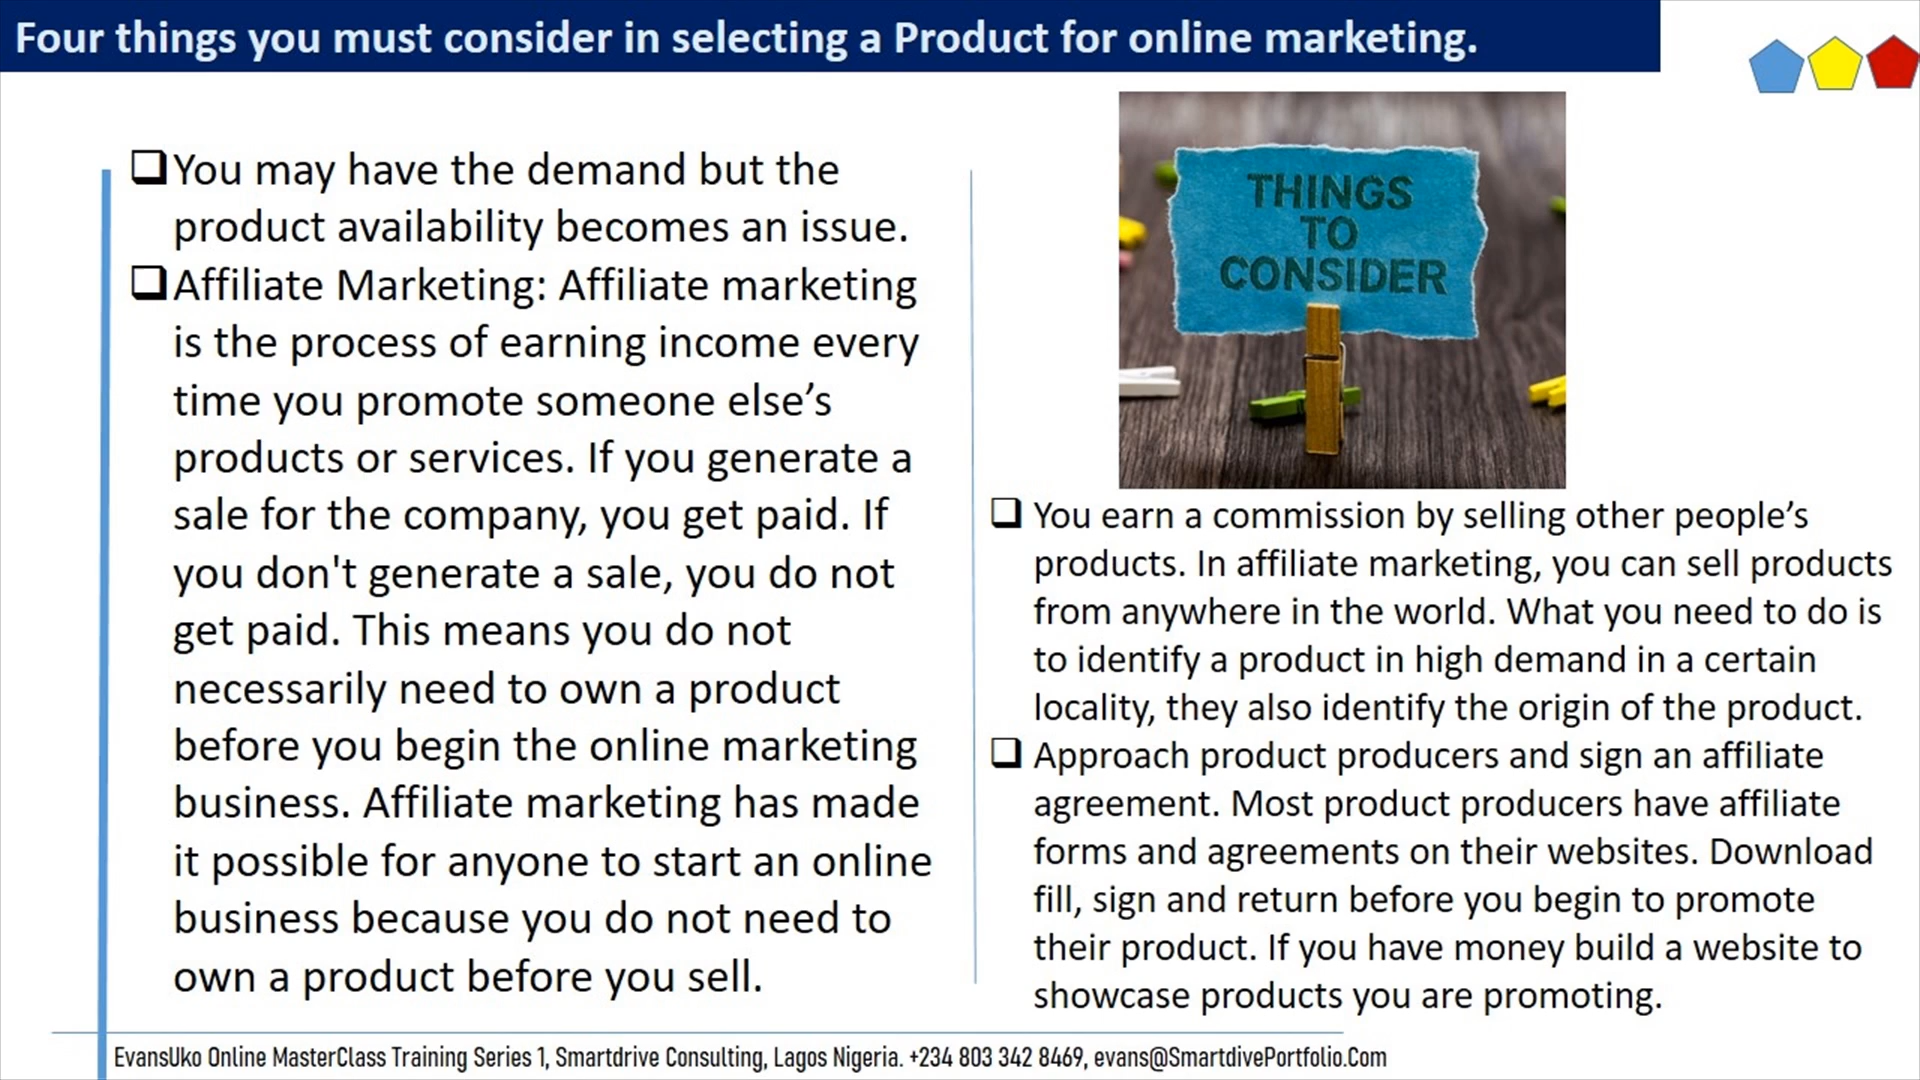 Four things you must consider in selecting a Product for online marketing.
You may have the demand but the
product availability becomes an issue.
Affiliate Marketing: Affiliate marketing
is the process of earning income every
time you promote someone else’s
products or services. If you generate a
sale for the company, you get paid. If
you don't generate a sale, you do not
get paid. This means you do not
necessarily need to own a product
before you begin the online marketing
business. Affiliate marketing has made
it possible for anyone to start an online
business because you do not need to
own a product before you sell.
THINGS
TO
CONSIDER
You earn a commission by selling other people’s
products. In affiliate marketing, you can sell products
from anywhere in the world. What you need to do is
to identify a product in high demand in a certain
locality, they also identify the origin of the product.
Approach product producers and sign an affiliate
agreement. Most product producers have affiliate
forms and agreements on their websites. Download
fill, sign and return before you begin to promote
their product. If you have money build a website to
showcase products you are promoting.
EvansUko Online MasterClass Training Series 1, Smartdrive Consulting, Lagos Nigeria. +234 803 342 8469, evans@SmartdivePortfolio.Com